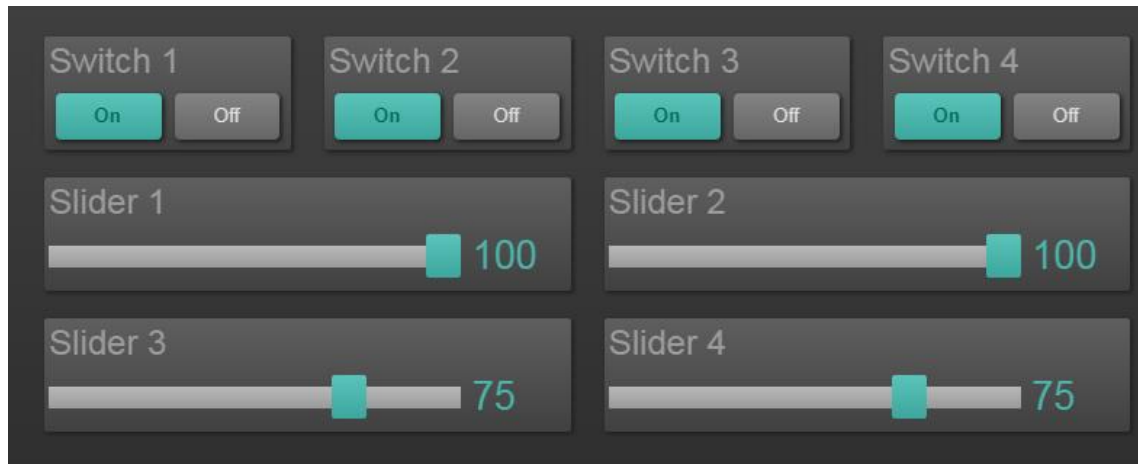 Switch 1 Switch 2 Switch 3 Switch 4
On Off On Off On Off On Off
Slider 1 Slider 2
100 100
Slider 3 Slider 4
75 75